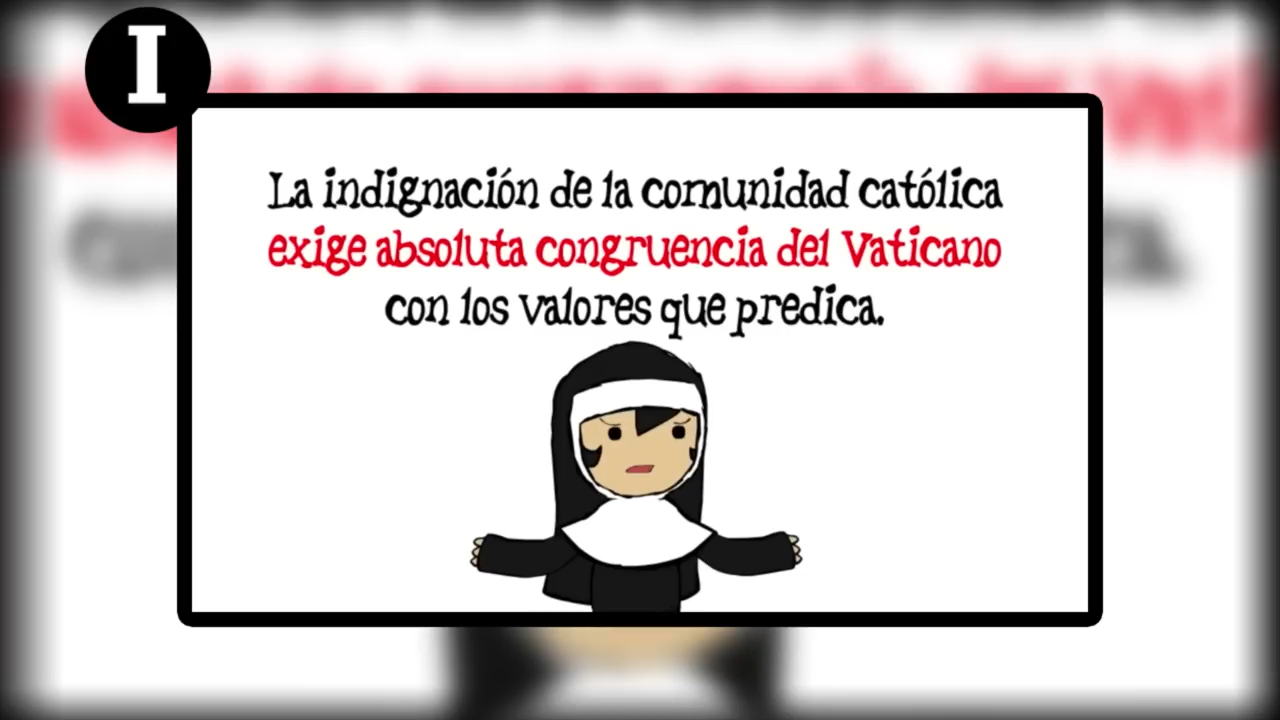 I
La indignación de la comunidad católica
exige absoluta congruencia del Vaticano
con los valores que predica.